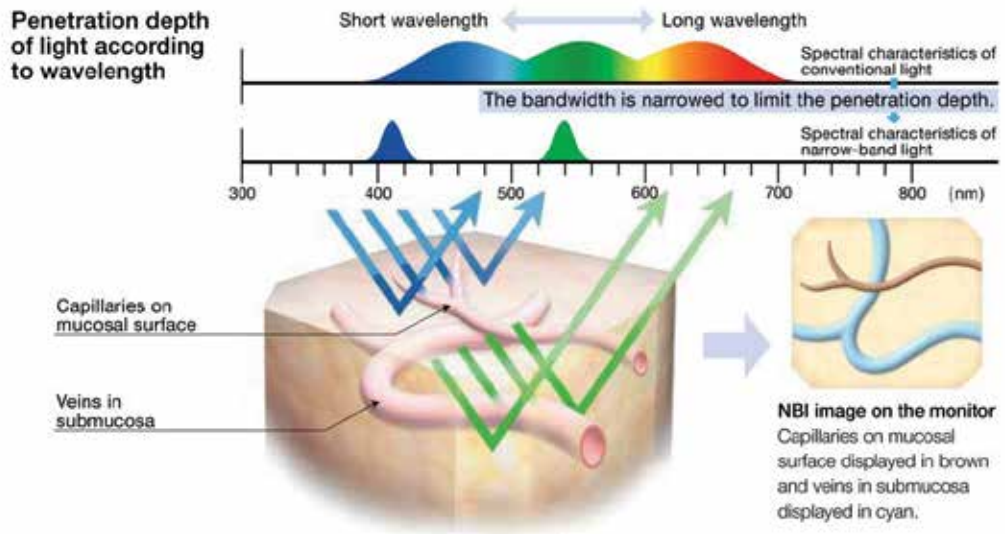 Penetration depth
of light according
to wavelength
Short wavelength
Long wavelength
Spectral characteristics of
conventional light
The bandwidth is narrowed to limit the penetration depth.
Spectral characteristics of
narrow-band light
300
400
500
600
700
800
(nm)
Capillaries on
mucosal surface
Veins in
submucosa
NBI image on the monitor
Capillaries on mucosal
surface displayed in brown
and veins in submucosa
displayed in cyan.